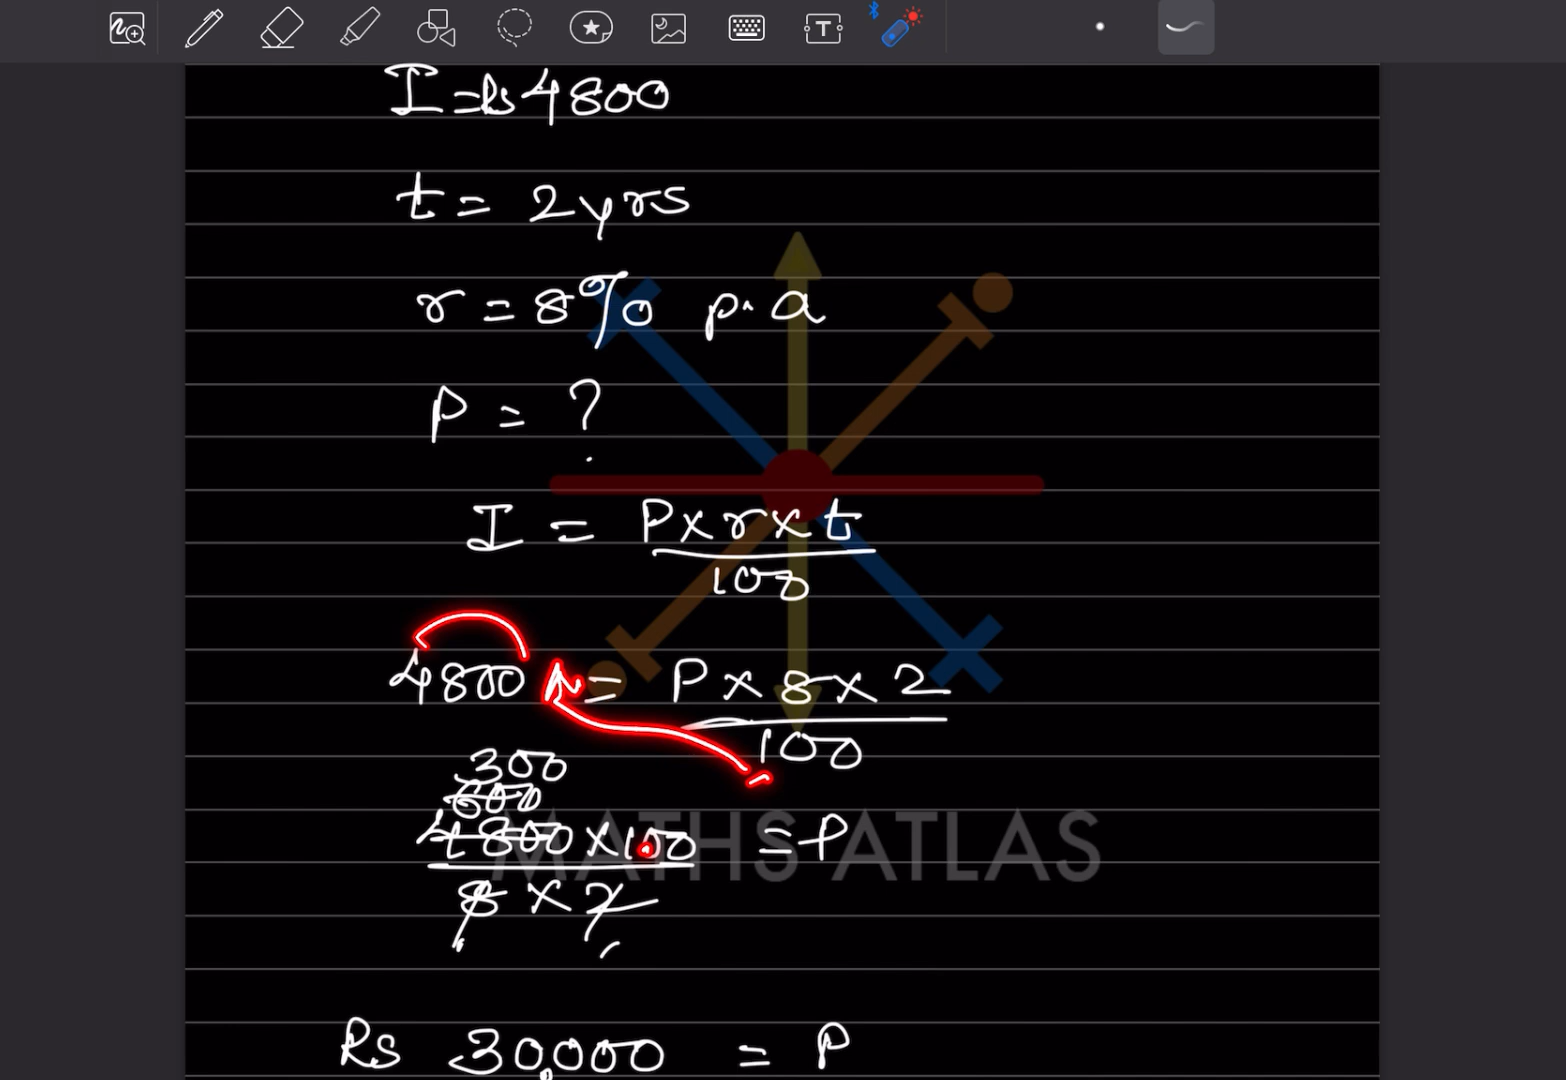 I = Rs 4800
t = 2 yrs
r = 8% p.a
P = ?
I = P x r x t
100
4800 = P x 8 x 2
100
300
600
4800 x 100 = P
8 x 2
MATHS ATLAS
Rs 30,000 = P